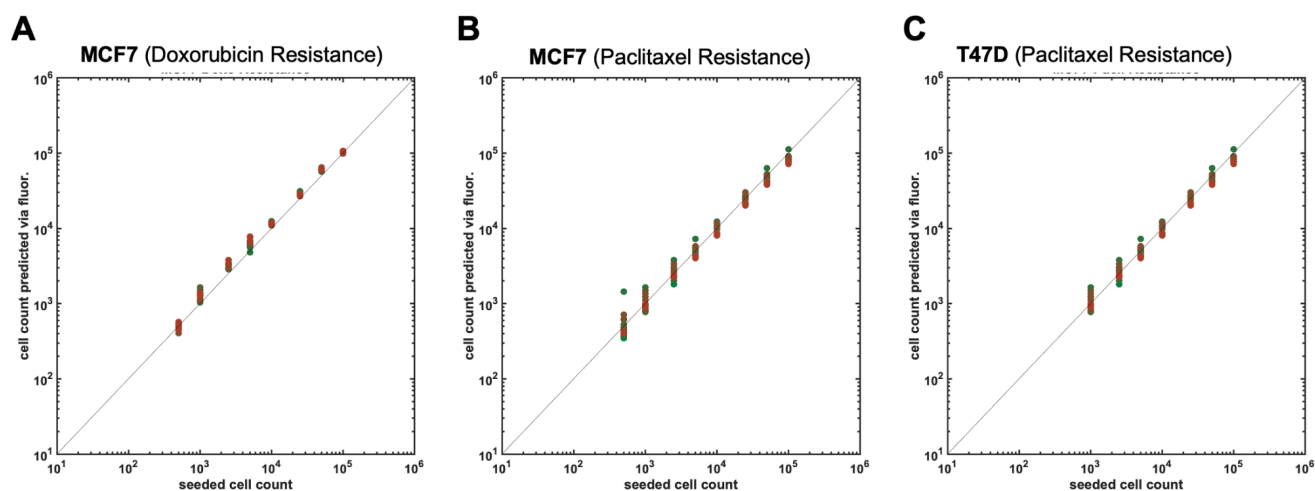 A
MCF7 (Doxorubicin Resistance)
10^6
10^5
10^4
10^3
10^2
10^1
cell count predicted via fluor.
10^1 10^2 10^3 10^4 10^5 10^6
seeded cell count
B
MCF7 (Paclitaxel Resistance)
10^6
10^5
10^4
10^3
10^2
10^1
cell count predicted via fluor.
10^1 10^2 10^3 10^4 10^5 10^6
seeded cell count
C
T47D (Paclitaxel Resistance)
10^6
10^5
10^4
10^3
10^2
10^1
cell count predicted via fluor.
10^1 10^2 10^3 10^4 10^5 10^6
seeded cell count